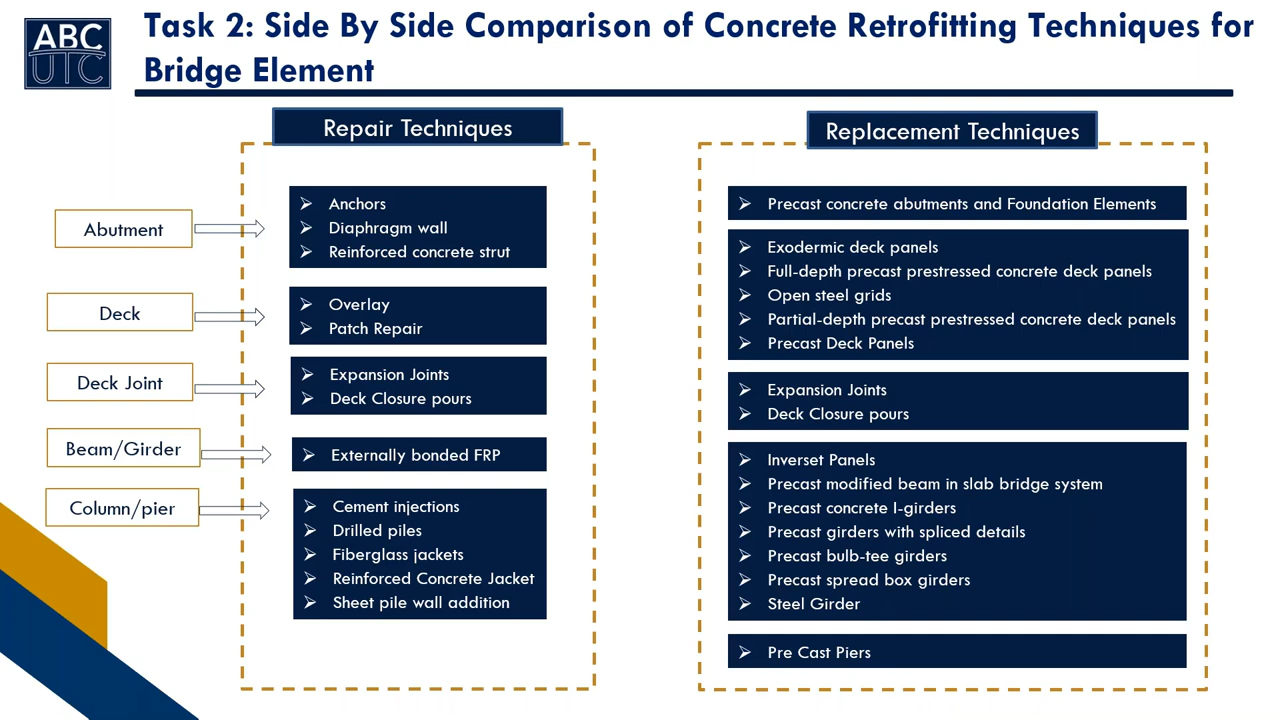 ABC
UTC
Task 2: Side By Side Comparison of Concrete Retrofitting Techniques for
Bridge Element
Repair Techniques
Replacement Techniques
Abutment
Anchors
Diaphragm wall
Reinforced concrete strut
Deck
Overlay
Patch Repair
Deck Joint
Expansion Joints
Deck Closure pours
Beam/Girder
Externally bonded FRP
Column/pier
Cement injections
Drilled piles
Fiberglass jackets
Reinforced Concrete Jacket
Sheet pile wall addition
Precast concrete abutments and Foundation Elements
Exodermic deck panels
Full-depth precast prestressed concrete deck panels
Open steel grids
Partial-depth precast prestressed concrete deck panels
Precast Deck Panels
Expansion Joints
Deck Closure pours
Inverset Panels
Precast modified beam in slab bridge system
Precast concrete I-girders
Precast girders with spliced details
Precast bulb-tee girders
Precast spread box girders
Steel Girder
Pre Cast Piers